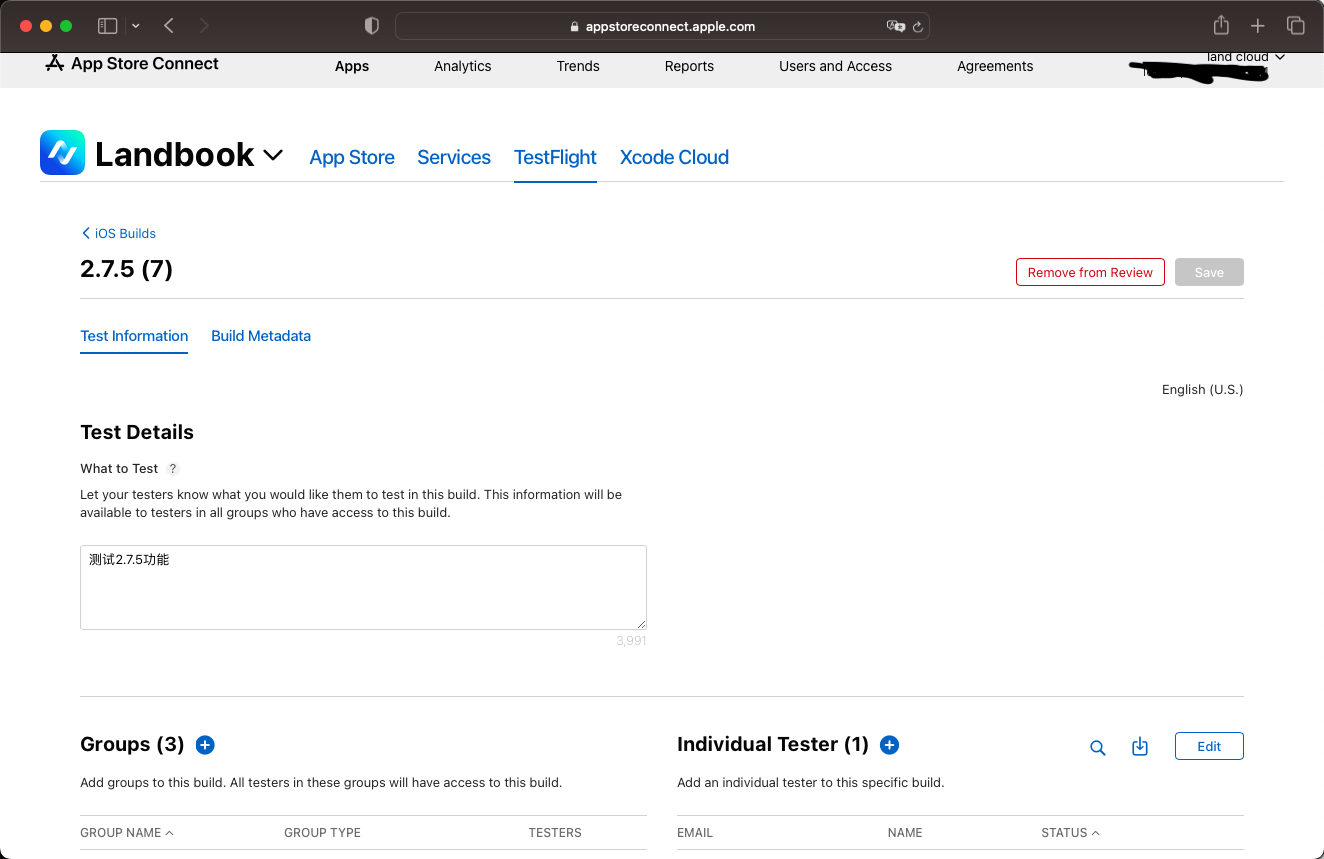 appstoreconnect.apple.com
App Store Connect
Apps
Analytics
Trends
Reports
Users and Access
Agreements
land cloud
Landbook
App Store
Services
TestFlight
Xcode Cloud
iOS Builds
2.7.5 (7)
Remove from Review
Save
Test Information
Build Metadata
English (U.S.)
Test Details
What to Test ?
Let your testers know what you would like them to test in this build. This information will be
available to testers in all groups who have access to this build.
测试2.7.5功能
3,991
Groups (3)
Add groups to this build. All testers in these groups will have access to this build.
GROUP NAME
GROUP TYPE
TESTERS
Individual Tester (1)
Edit
Add an individual tester to this specific build.
EMAIL
NAME
STATUS